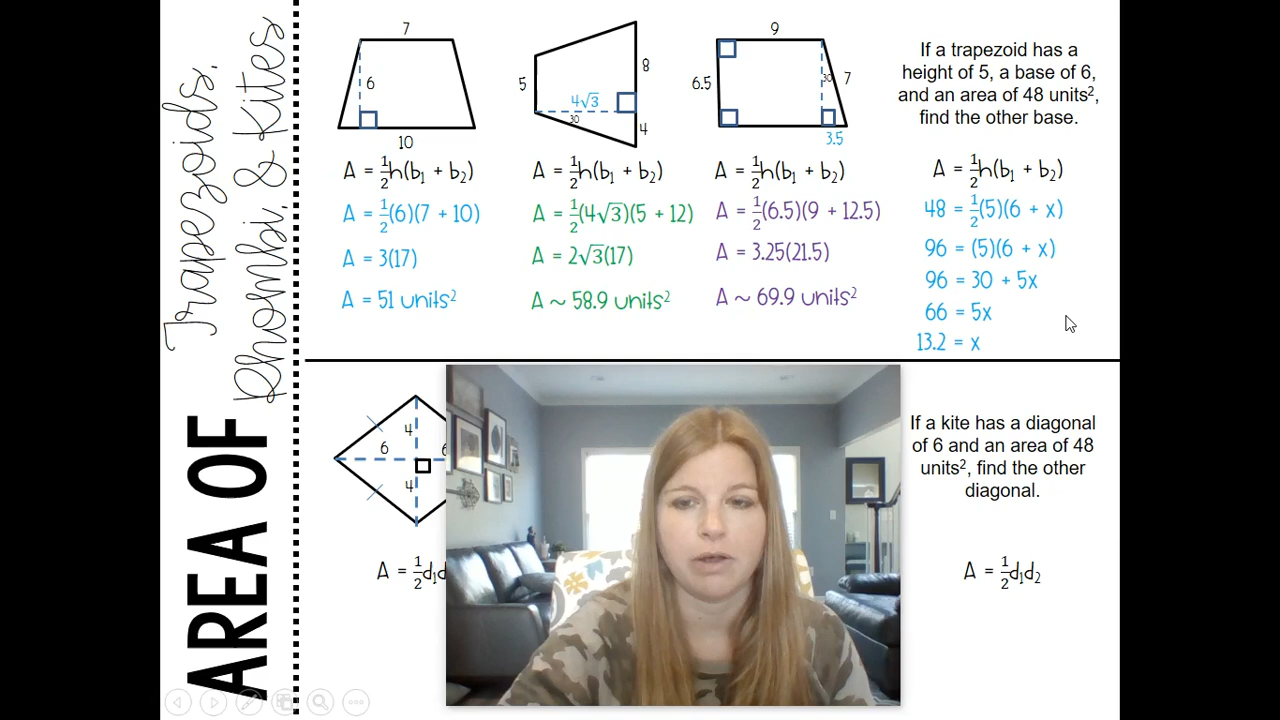 AREA OF
Trapezoids,
Rhombi, & Kites
7
6
10
A = 1/2h(b₁ + b₂)
A = 1/2(6)(7 + 10)
A = 3(17)
A = 51 units²
5
8
4√3
30
4
A = 1/2h(b₁ + b₂)
A = 1/2(4√3)(5 + 12)
A = 2√3(17)
A ~ 58.9 units²
9
6.5
30
7
3.5
A = 1/2h(b₁ + b₂)
A = 1/2(6.5)(9 + 12.5)
A = 3.25(21.5)
A ~ 69.9 units²
If a trapezoid has a
height of 5, a base of 6,
and an area of 48 units²,
find the other base.
A = 1/2h(b₁ + b₂)
48 = 1/2(5)(6 + x)
96 = (5)(6 + x)
96 = 30 + 5x
66 = 5x
13.2 = x
4
6
4
A = 1/2d₁d
If a kite has a diagonal
of 6 and an area of 48
units², find the other
diagonal.
A = 1/2d₁d₂